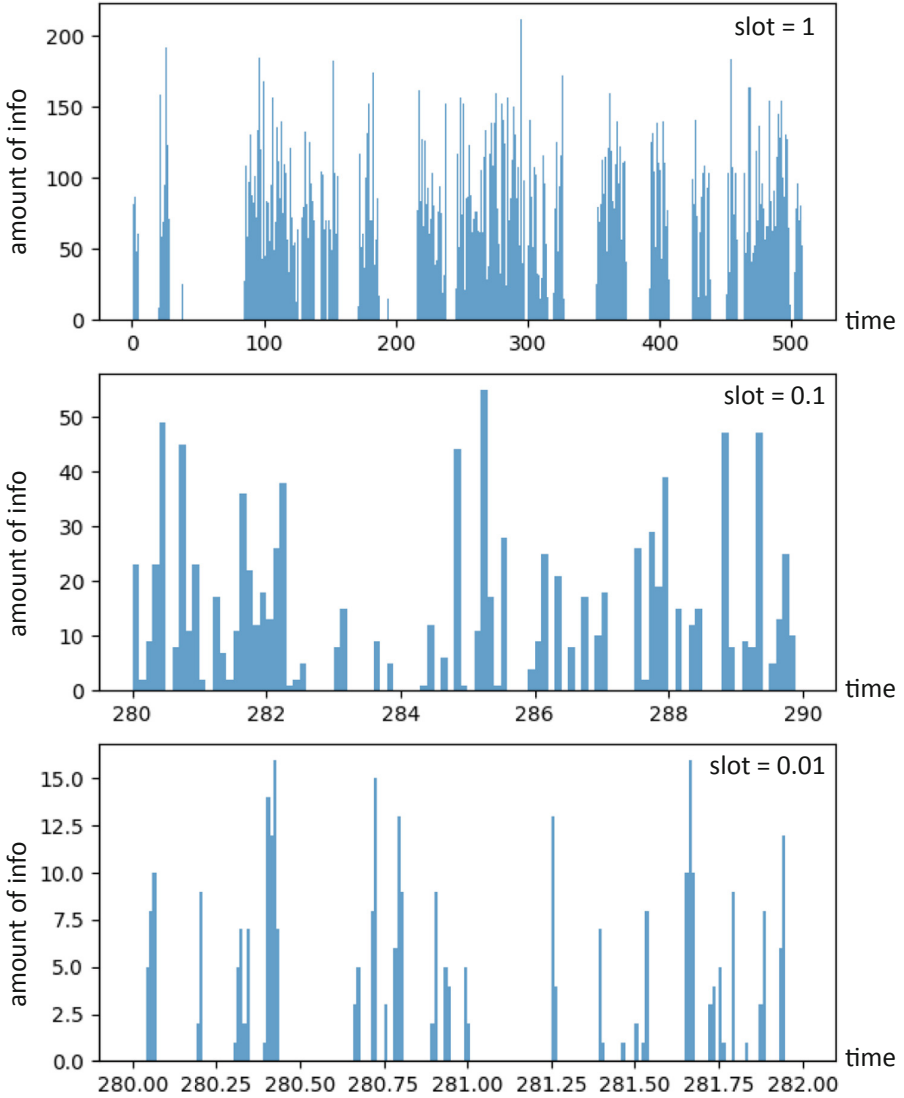 slot = 1
200
150
100
50
0
amount of info
0 100 200 300 400 500
time
slot = 0.1
50
40
30
20
10
0
amount of info
280 282 284 286 288 290
time
slot = 0.01
15.0
12.5
10.0
7.5
5.0
2.5
0.0
amount of info
280.00 280.25 280.50 280.75 281.00 281.25 281.50 281.75 282.00
time